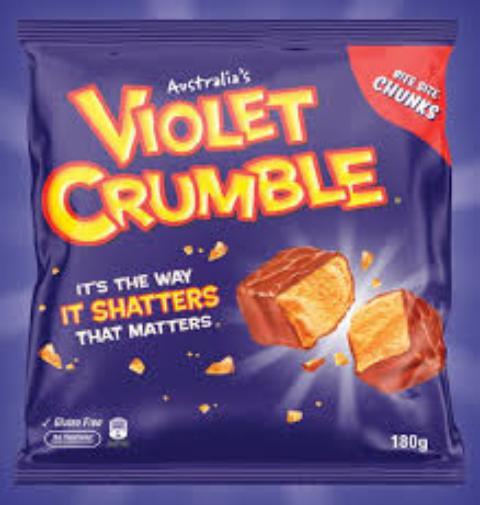 Australia's
VIOLET
CRUMBLE
BITE SIZE
CHUNKS
IT'S THE WAY
IT SHATTERS
THAT MATTERS
✓ Gluten Free
180g